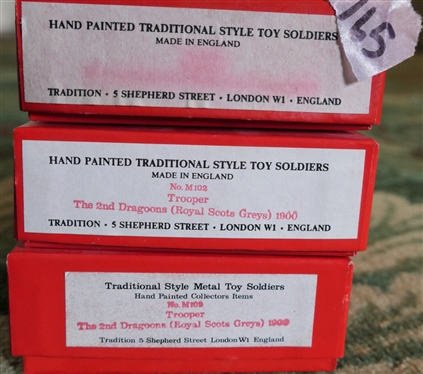 165
HAND PAINTED TRADITIONAL STYLE TOY SOLDIERS
MADE IN ENGLAND
TRADITION • 5 SHEPHERD STREET • LONDON W1 • ENGLAND
HAND PAINTED TRADITIONAL STYLE TOY SOLDIERS
MADE IN ENGLAND
No. M102
Trooper
The 2nd Dragoons (Royal Scots Greys) 1900
TRADITION • 5 SHEPHERD STREET • LONDON W1 • ENGLAND
Traditional Style Metal Toy Soldiers
Hand Painted Collectors Items
No. M109
Trooper
The 2nd Dragoons (Royal Scots Greys) 1900
Tradition 5 Shepherd Street London W1 England